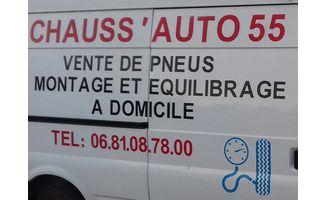 CHAUSS'AUTO 55
VENTE DE PNEUS
MONTAGE ET EQUILIBRAGE
A DOMICILE
TEL: 06.81.08.78.00